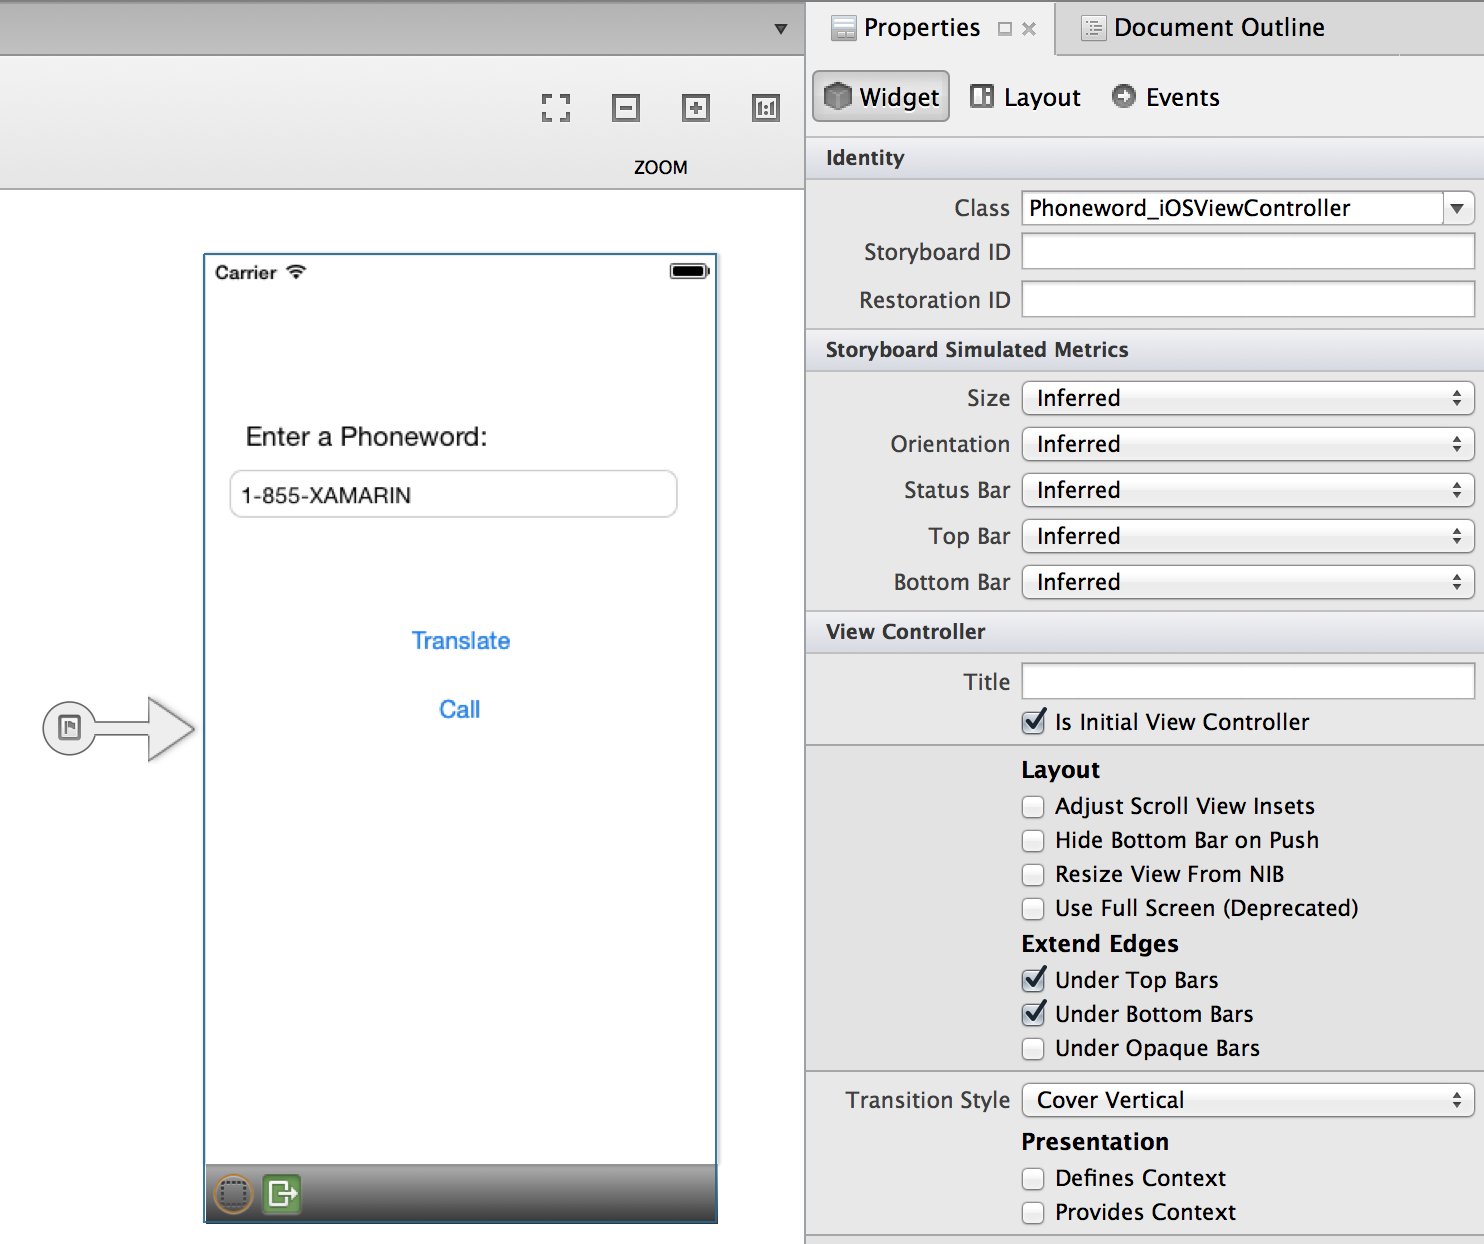 Properties
Document Outline
Widget
Layout
Events
1:1
ZOOM
Identity
Class Phoneword_iOSViewController
Storyboard ID
Restoration ID
Storyboard Simulated Metrics
Size Inferred
Orientation Inferred
Status Bar Inferred
Top Bar Inferred
Bottom Bar Inferred
View Controller
Title
Is Initial View Controller
Layout
Adjust Scroll View Insets
Hide Bottom Bar on Push
Resize View From NIB
Use Full Screen (Deprecated)
Extend Edges
Under Top Bars
Under Bottom Bars
Under Opaque Bars
Transition Style Cover Vertical
Presentation
Defines Context
Provides Context
Carrier
Enter a Phoneword:
1-855-XAMARIN
Translate
Call